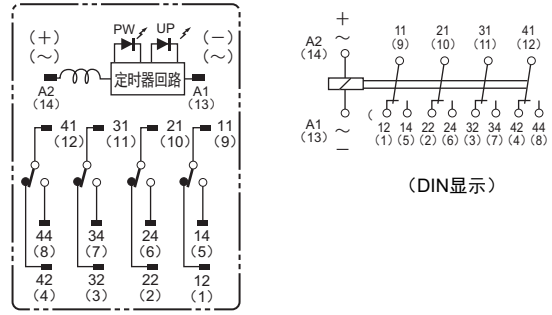 PW UP
（＋） （－）
（～） （～）
定时器回路
A2 A1
（14） （13）
41 31 21 11
（12） （11） （10） （9）
44 34 24 14
（8） （7） （6） （5）
42 32 22 12
（4） （3） （2） （1）
＋
～
A2
（14）
11 21 31 41
（9） （10） （11） （12）
A1
（13） ～
－
（
12 14 22 24 32 34 42 44
（1） （5） （2） （6） （3） （7） （4） （8）
（DIN显示）